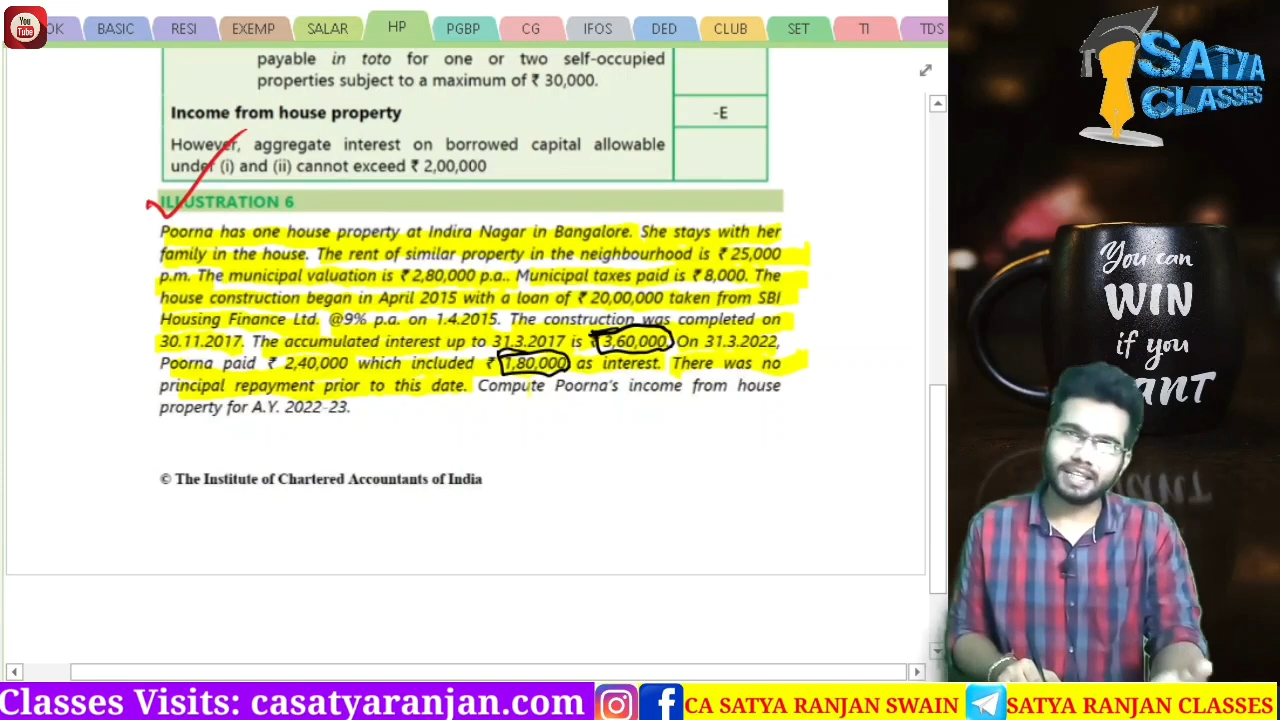 You
Tube
OK
BASIC
RESI
EXEMP
SALAR
HP
PGBP
CG
IFOS
DED
CLUB
SET
TI
TDS
payable in toto for one or two self-occupied
properties subject to a maximum of ₹ 30,000.
Income from house property
-E
However, aggregate interest on borrowed capital allowable
under (i) and (ii) cannot exceed ₹ 2,00,000
ILLUSTRATION 6
Poorna has one house property at Indira Nagar in Bangalore. She stays with her
family in the house. The rent of similar property in the neighbourhood is ₹ 25,000
p.m. The municipal valuation is ₹ 2,80,000 p.a.. Municipal taxes paid is ₹ 8,000. The
house construction began in April 2015 with a loan of ₹ 20,00,000 taken from SBI
Housing Finance Ltd. @9% p.a. on 1.4.2015. The construction was completed on
30.11.2017. The accumulated interest up to 31.3.2017 is ₹ 3,60,000. On 31.3.2022,
Poorna paid ₹ 2,40,000 which included ₹ 1,80,000 as interest. There was no
principal repayment prior to this date. Compute Poorna's income from house
property for A.Y. 2022-23.
© The Institute of Chartered Accountants of India
SATYA
CLASSES
You can
WIN
if you
WANT
Classes Visits: casatyaranjan.com
CA SATYA RANJAN SWAIN
SATYA RANJAN CLASSES